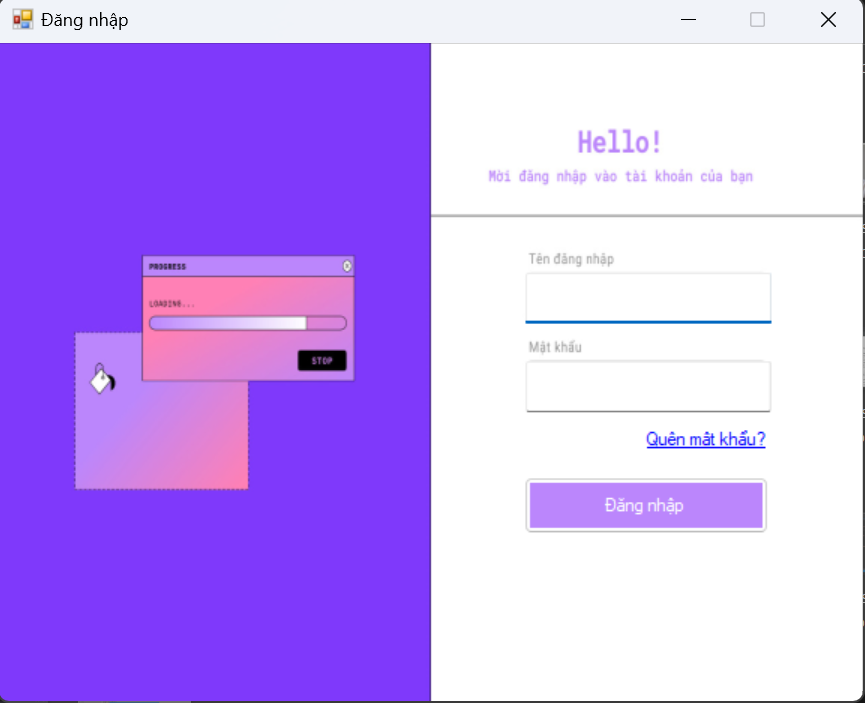 Đăng nhập
Hello!
Mời đăng nhập vào tài khoản của bạn
PROGRESS
LOADING...
STOP
Tên đăng nhập
Mật khẩu
Quên mật khẩu?
Đăng nhập